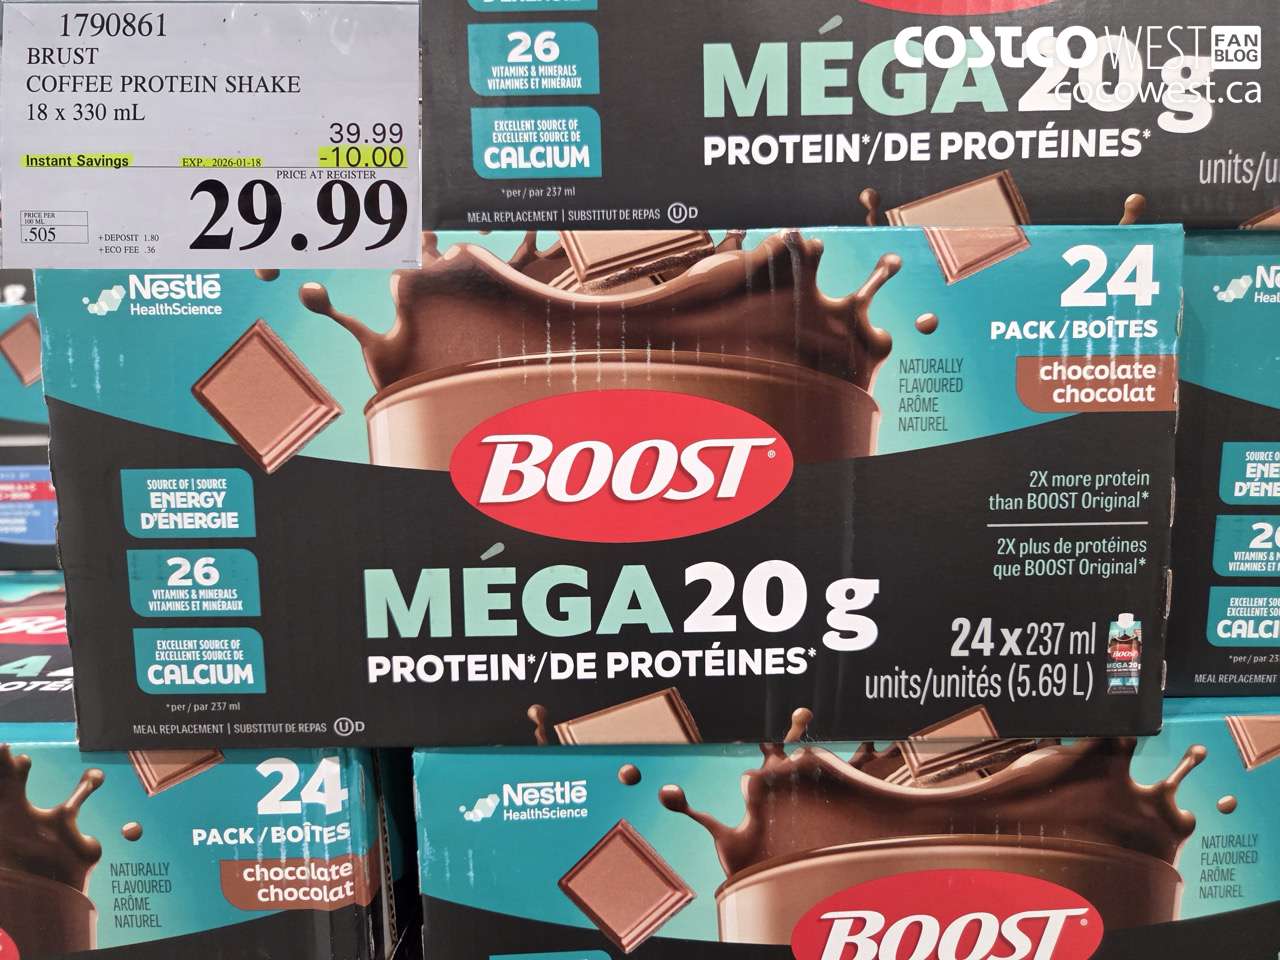 1790861
BRUST
COFFEE PROTEIN SHAKE
18 x 330 mL
39.99
Instant Savings EXP. 2026-01-18 -10.00
PRICE AT REGISTER
29.99
PRICE PER
100 ML
.505
+DEPOSIT 1.80
+ECO FEE .36
COSTCO WEST FAN BLOG
cocowest.ca
26
VITAMINS & MINERALS
VITAMINES ET MINÉRAUX
EXCELLENT SOURCE OF
EXCELLENTE SOURCE DE
CALCIUM
*per / par 237 ml
MEAL REPLACEMENT | SUBSTITUT DE REPAS U D
MÉGA 20 g
PROTEIN*/DE PROTÉINES*
units/u
Nestlé
HealthScience
24
PACK/BOÎTES
chocolate
chocolat
NATURALLY
FLAVOURED
ARÔME
NATUREL
BOOST®
SOURCE OF | SOURCE
ENERGY
D'ÉNERGIE
26
VITAMINS & MINERALS
VITAMINES ET MINÉRAUX
EXCELLENT SOURCE OF
EXCELLENTE SOURCE DE
CALCIUM
*per / par 237 ml
MEAL REPLACEMENT | SUBSTITUT DE REPAS U D
MÉGA 20 g
PROTEIN*/DE PROTÉINES*
2X more protein
than BOOST Original*
2X plus de protéines
que BOOST Original*
24 x 237 ml
units/unités (5.69 L)
BOOST
MÉGA 20g
24
PACK/BOÎTES
chocolate
chocolat
NATURALLY
FLAVOURED
ARÔME
NATUREL
Nestlé
HealthScience
BOOST®
NATURALLY
FLAVOURED
ARÔME
NATUREL